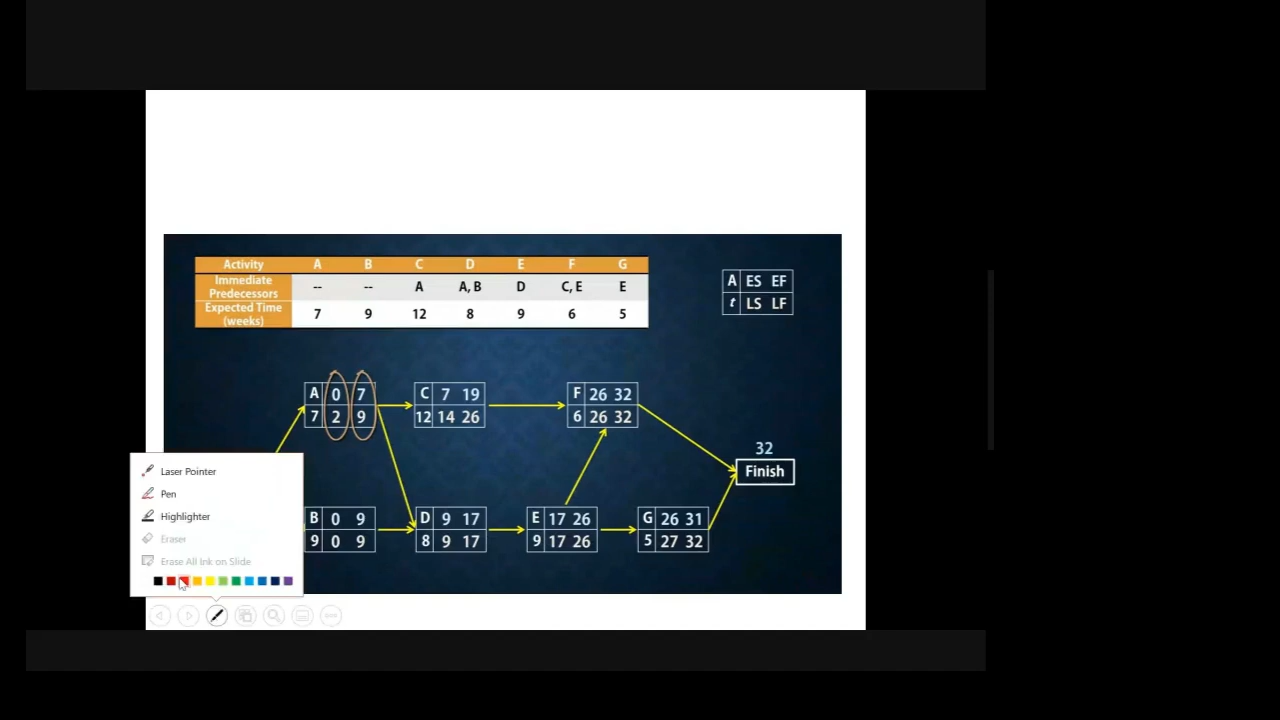 Activity A B C D E F G
Immediate Predecessors -- -- A A, B D C, E E
Expected Time (weeks) 7 9 12 8 9 6 5
A ES EF
t LS LF
A 0 7
7 2 9
C 7 19
12 14 26
F 26 32
6 26 32
32
Finish
Laser Pointer
Pen
Highlighter
Eraser
Erase All Ink on Slide
B 0 9
9 0 9
D 9 17
8 9 17
E 17 26
9 17 26
G 26 31
5 27 32